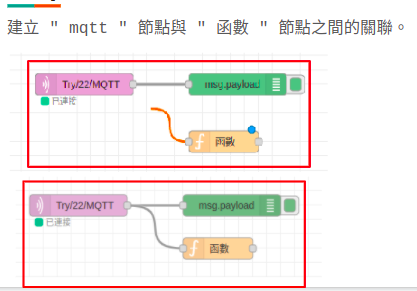 建立 " mqtt " 節點與 " 函數 " 節點之間的關聯。
Try/22/MQTT
msg.payload
已連接
函數
Try/22/MQTT
msg.payload
已連接
函數